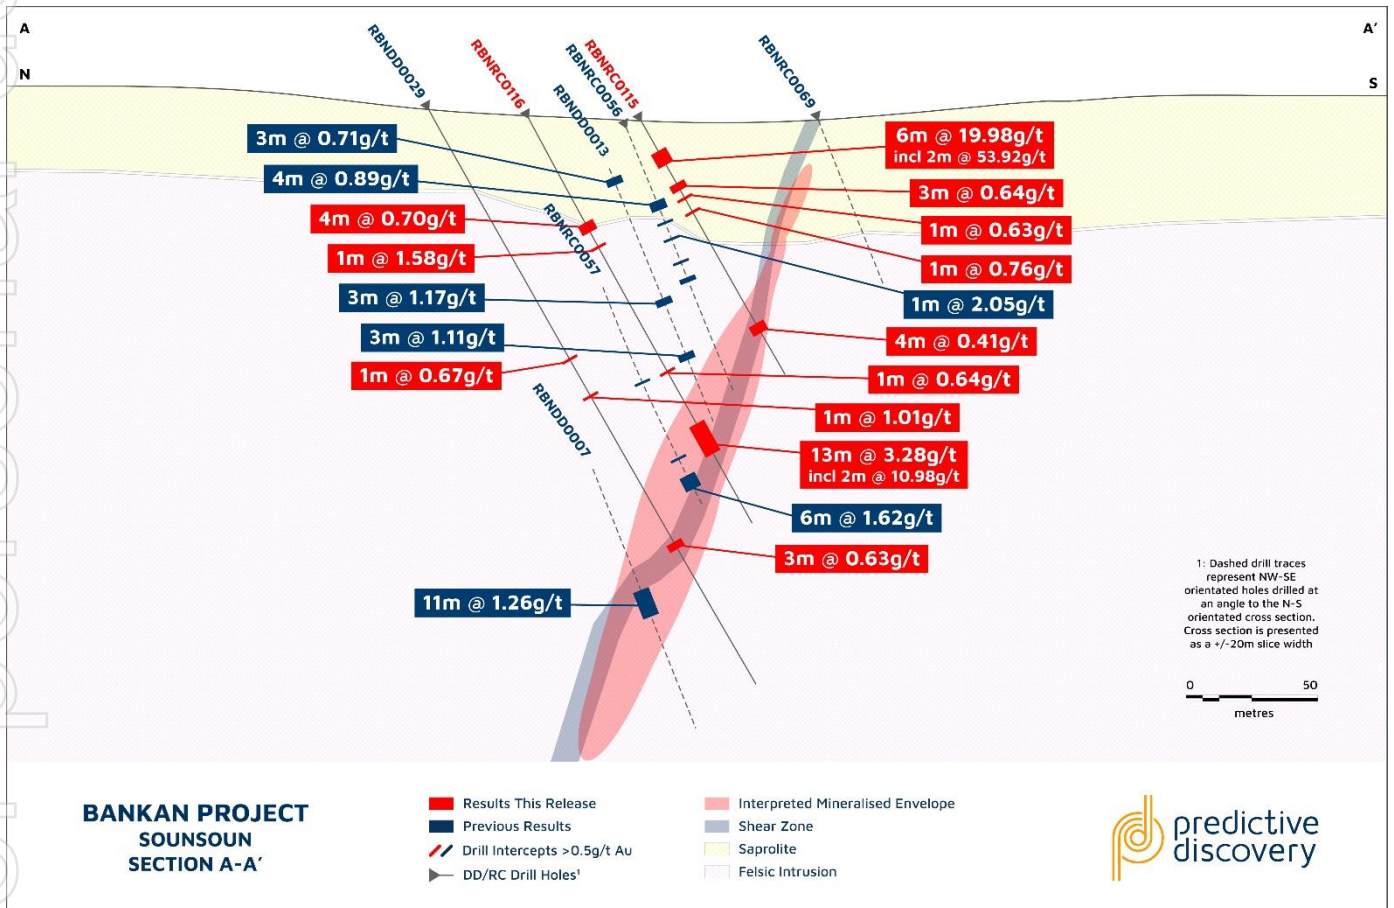 A
A’
N
S
RBNDD0029
RBNRC0116
RBNRC0056
RBNRC0115
RBNDD0013
RBNRC0069
RBNRC0057
RBNDD0007
3m @ 0.71g/t
4m @ 0.89g/t
4m @ 0.70g/t
1m @ 1.58g/t
3m @ 1.17g/t
3m @ 1.11g/t
1m @ 0.67g/t
11m @ 1.26g/t
6m @ 19.98g/t
incl 2m @ 53.92g/t
3m @ 0.64g/t
1m @ 0.63g/t
1m @ 0.76g/t
1m @ 2.05g/t
4m @ 0.41g/t
1m @ 0.64g/t
1m @ 1.01g/t
13m @ 3.28g/t
incl 2m @ 10.98g/t
6m @ 1.62g/t
3m @ 0.63g/t
1: Dashed drill traces
represent NW-SE
orientated holes drilled at
an angle to the N-S
orientated cross section.
Cross section is presented
as a +/-20m slice width
0 50
metres
BANKAN PROJECT
SOUNSOUN
SECTION A-A’
Results This Release
Previous Results
Drill Intercepts >0.5g/t Au
DD/RC Drill Holes¹
Interpreted Mineralised Envelope
Shear Zone
Saprolite
Felsic Intrusion
predictive
discovery